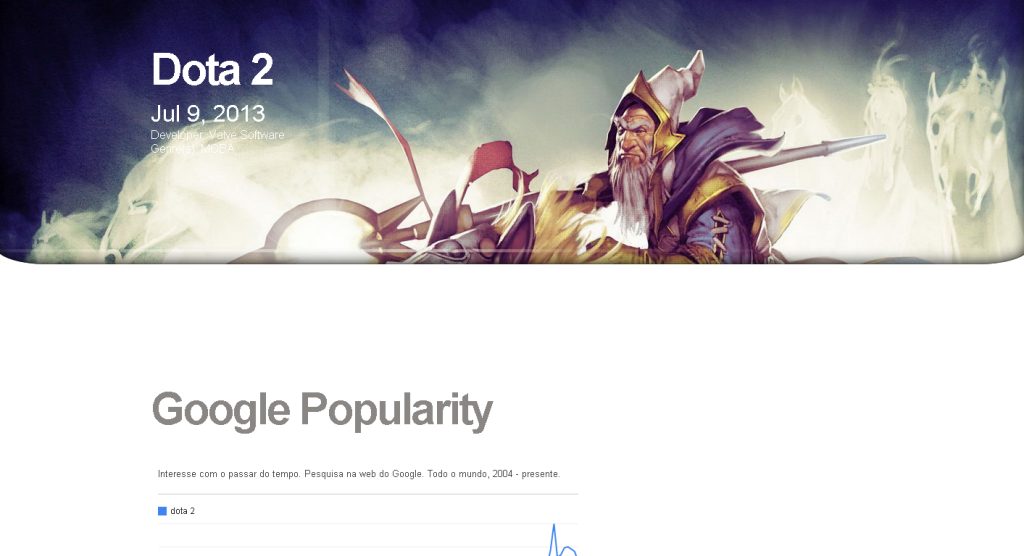 Dota 2
Jul 9, 2013
Developer: Valve Software
Genre(s): MOBA
Google Popularity
Interesse com o passar do tempo. Pesquisa na web do Google. Todo o mundo, 2004 - presente.
dota 2